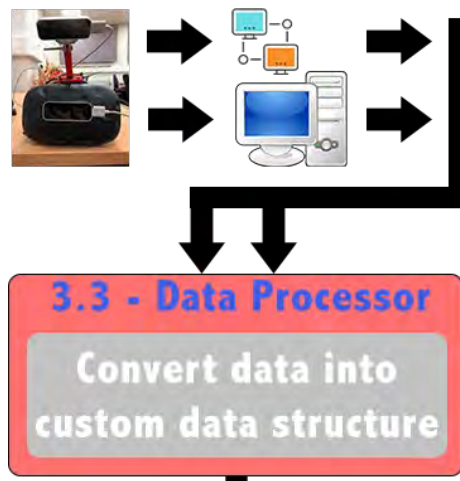 3.3 - Data Processor
Convert data into
custom data structure